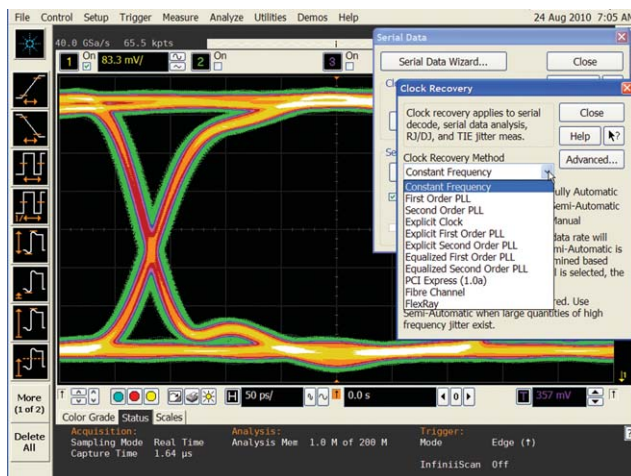 File Control Setup Trigger Measure Analyze Utilities Demos Help 24 Aug 2010 7:05 AM
40.0 GSa/s 65.5 kpts
1 On 83.3 mV/ 2 On 3 On
Serial Data
Serial Data Wizard... Close
Clock Recovery
Clock recovery applies to serial
decode, serial data analysis,
RJ/DJ, and TIE jitter meas.
Close
Help
Clock Recovery Method
Advanced...
Constant Frequency
Constant Frequency
First Order PLL
Second Order PLL
Explicit Clock
Explicit First Order PLL
Explicit Second Order PLL
Equalized First Order PLL
Equalized Second Order PLL
PCI Express (1.0a)
Fibre Channel
FlexRay
ully Automatic
emi-Automatic
anual
data rate will
mi-Automatic is
mined based
l is selected, the
red. Use
Semi-Automatic when large quantities of high
frequency jitter exist.
More
(1 of 2)
Delete
All
H 50 ps/ 0.0 s 0 T 357 mV
Color Grade Status Scales
Acquisition: Analysis: Trigger:
Sampling Mode Real Time Analysis Mem 1.0 M of 200 M Mode Edge (↑)
Capture Time 1.64 µs
InfiniiScan Off